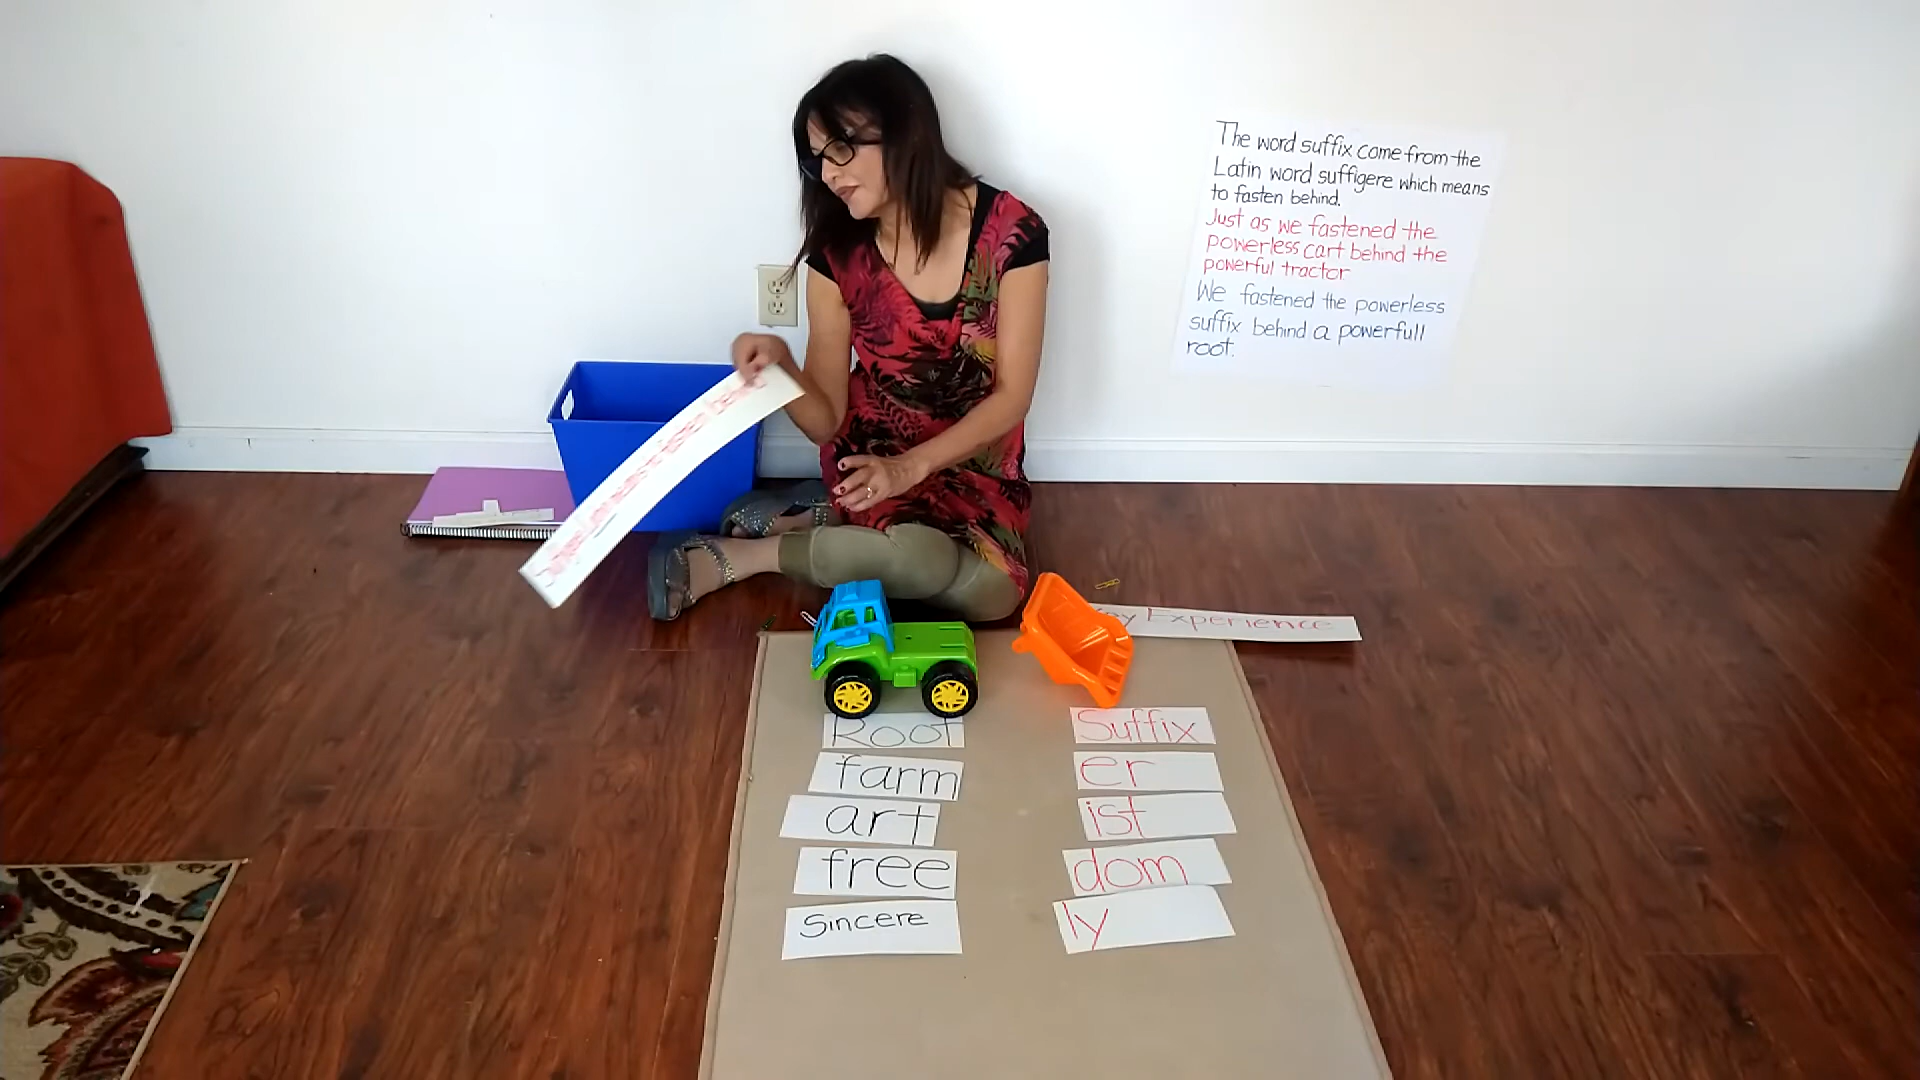 The word suffix come from the
Latin word suffigere which means
to fasten behind.
Just as we fastened the
powerless cart behind the
powerful tractor
We fastened the powerless
suffix behind a powerfull
root.
Experience
Root
Suffix
farm
er
art
ist
free
dom
Sincere
ly